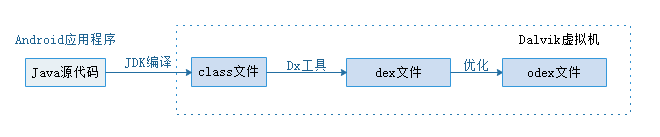 Android应用程序
Dalvik虚拟机
Java源代码
JDK编译
class文件
Dx工具
dex文件
优化
odex文件